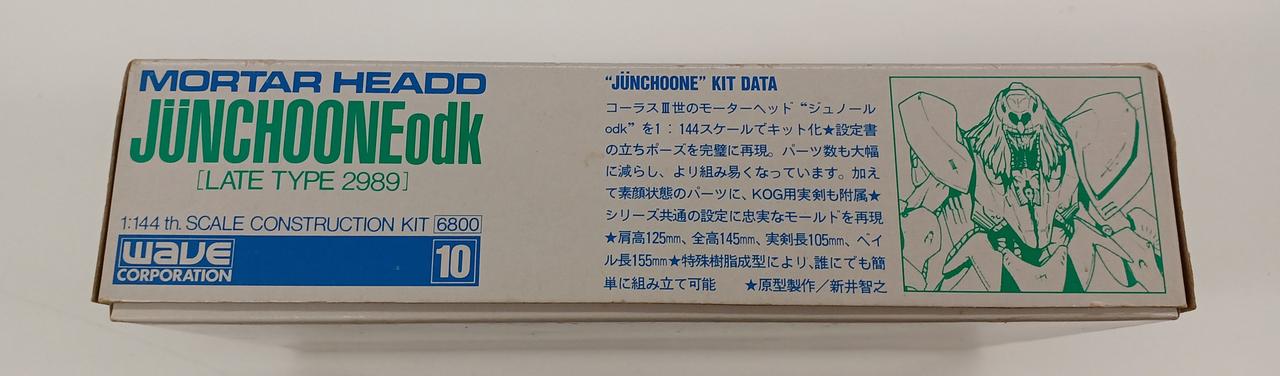 MORTAR HEADD
JÜNCHOONEodk
[LATE TYPE 2989]
1:144 th. SCALE CONSTRUCTION KIT 6800
WAVE
CORPORATION
10
“JÜNCHOONE” KIT DATA
コーラスⅢ世のモーターヘッド“ジュノール
odk”を1：144スケールでキット化★設定書
の立ちポーズを完璧に再現。パーツ数も大幅
に減らし、より組み易くなっています。加え
て素顔状態のパーツに、KOG用実剣も附属★
シリーズ共通の設定に忠実なモールドを再現
★肩高125mm、全高145mm、実剣長105mm、ベイ
ル長155mm★特殊樹脂成型により、誰にでも簡
単に組み立て可能　★原型製作／新井智之